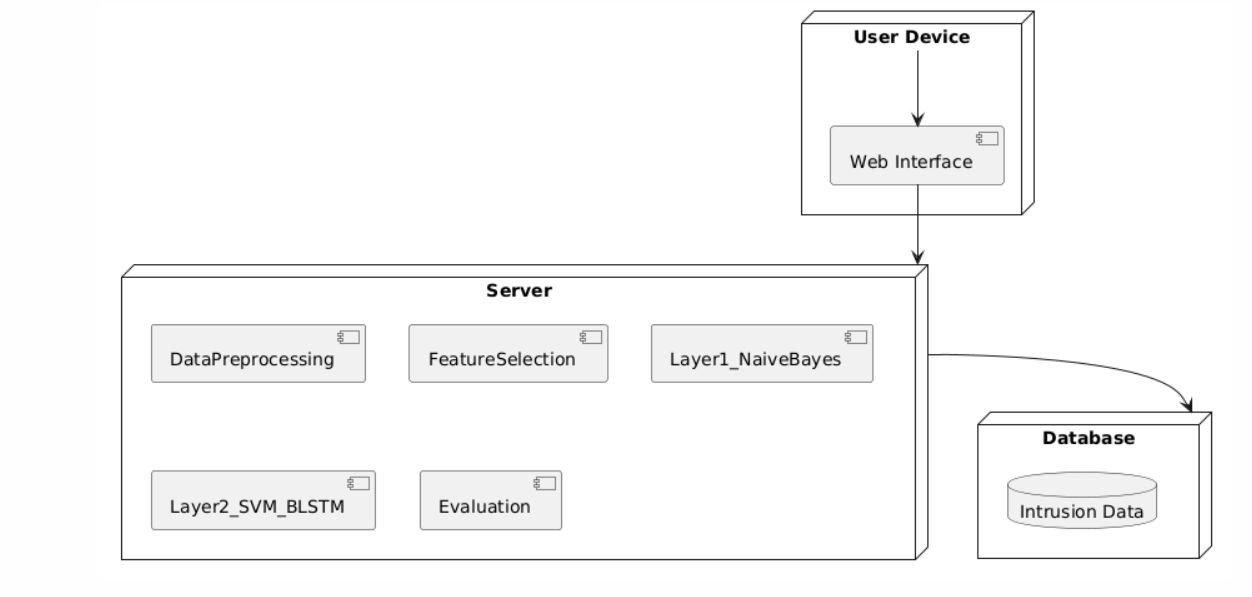 User Device
Web Interface
Server
DataPreprocessing
FeatureSelection
Layer1_NaiveBayes
Layer2_SVM_BLSTM
Evaluation
Database
Intrusion Data